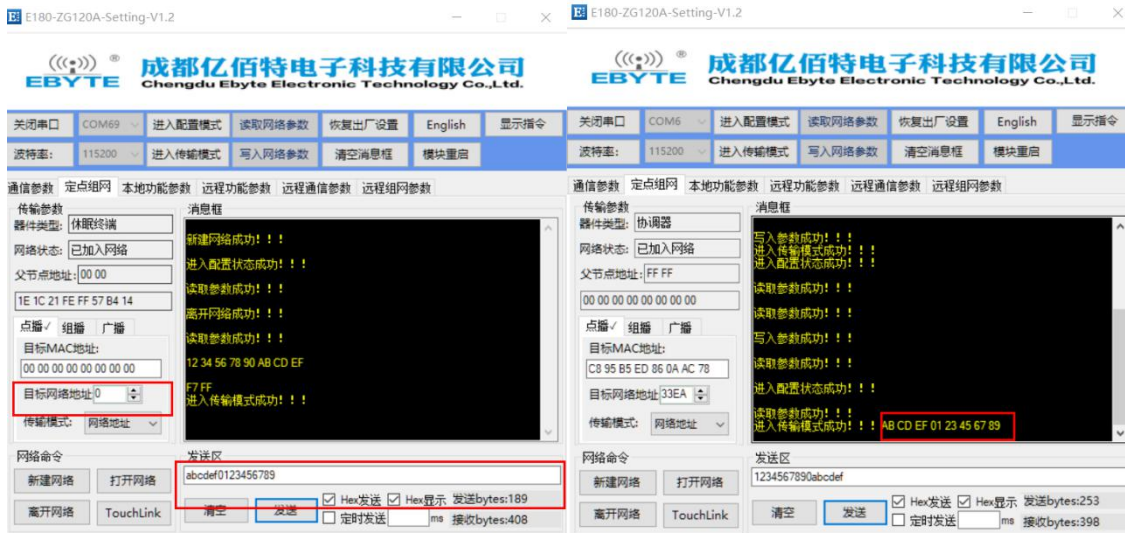 E180-ZG120A-Setting-V1.2
EBYTE ® 成都亿佰特电子科技有限公司
Chengdu Ebyte Electronic Technology Co.,Ltd.
关闭串口 COM69 进入配置模式 读取网络参数 恢复出厂设置 English 显示指令
波特率: 115200 进入传输模式 写入网络参数 清空消息框 模块重启
通信参数 定点组网 本地功能参数 远程功能参数 远程通信参数 远程组网参数
传输参数
器件类型: 休眠终端
网络状态: 已加入网络
父节点地址: 00 00
1E 1C 21 FE FF 57 B4 14
点播√ 组播 广播
目标MAC地址:
00 00 00 00 00 00 00 00
目标网络地址 0
传输模式: 网络地址
消息框
新建网络成功!!!
进入配置状态成功!!!
读取参数成功!!!
离开网络成功!!!
读取参数成功!!!
12 34 56 78 90 AB CD EF
F7 FF
进入传输模式成功!!!
网络命令
新建网络 打开网络
离开网络 TouchLink
发送区
abcdef0123456789
清空 发送 Hex发送 Hex显示 发送bytes:189
定时发送 ms 接收bytes:408
E180-ZG120A-Setting-V1.2
EBYTE ® 成都亿佰特电子科技有限公司
Chengdu Ebyte Electronic Technology Co.,Ltd.
关闭串口 COM6 进入配置模式 读取网络参数 恢复出厂设置 English 显示指令
波特率: 115200 进入传输模式 写入网络参数 清空消息框 模块重启
通信参数 定点组网 本地功能参数 远程功能参数 远程通信参数 远程组网参数
传输参数
器件类型: 协调器
网络状态: 已加入网络
父节点地址: FF FF
00 00 00 00 00 00 00 00
点播√ 组播 广播
目标MAC地址:
C8 95 B5 ED 86 0A AC 78
目标网络地址 33EA
传输模式: 网络地址
消息框
写入参数成功!!!
进入传输模式成功!!!
进入配置状态成功!!!
读取参数成功!!!
读取参数成功!!!
写入参数成功!!!
读取参数成功!!!
进入配置状态成功!!!
读取参数成功!!!
进入传输模式成功!!! AB CD EF 01 23 45 67 89
网络命令
新建网络 打开网络
离开网络 TouchLink
发送区
1234567890abcdef
清空 发送 Hex发送 Hex显示 发送bytes:253
定时发送 ms 接收bytes:398